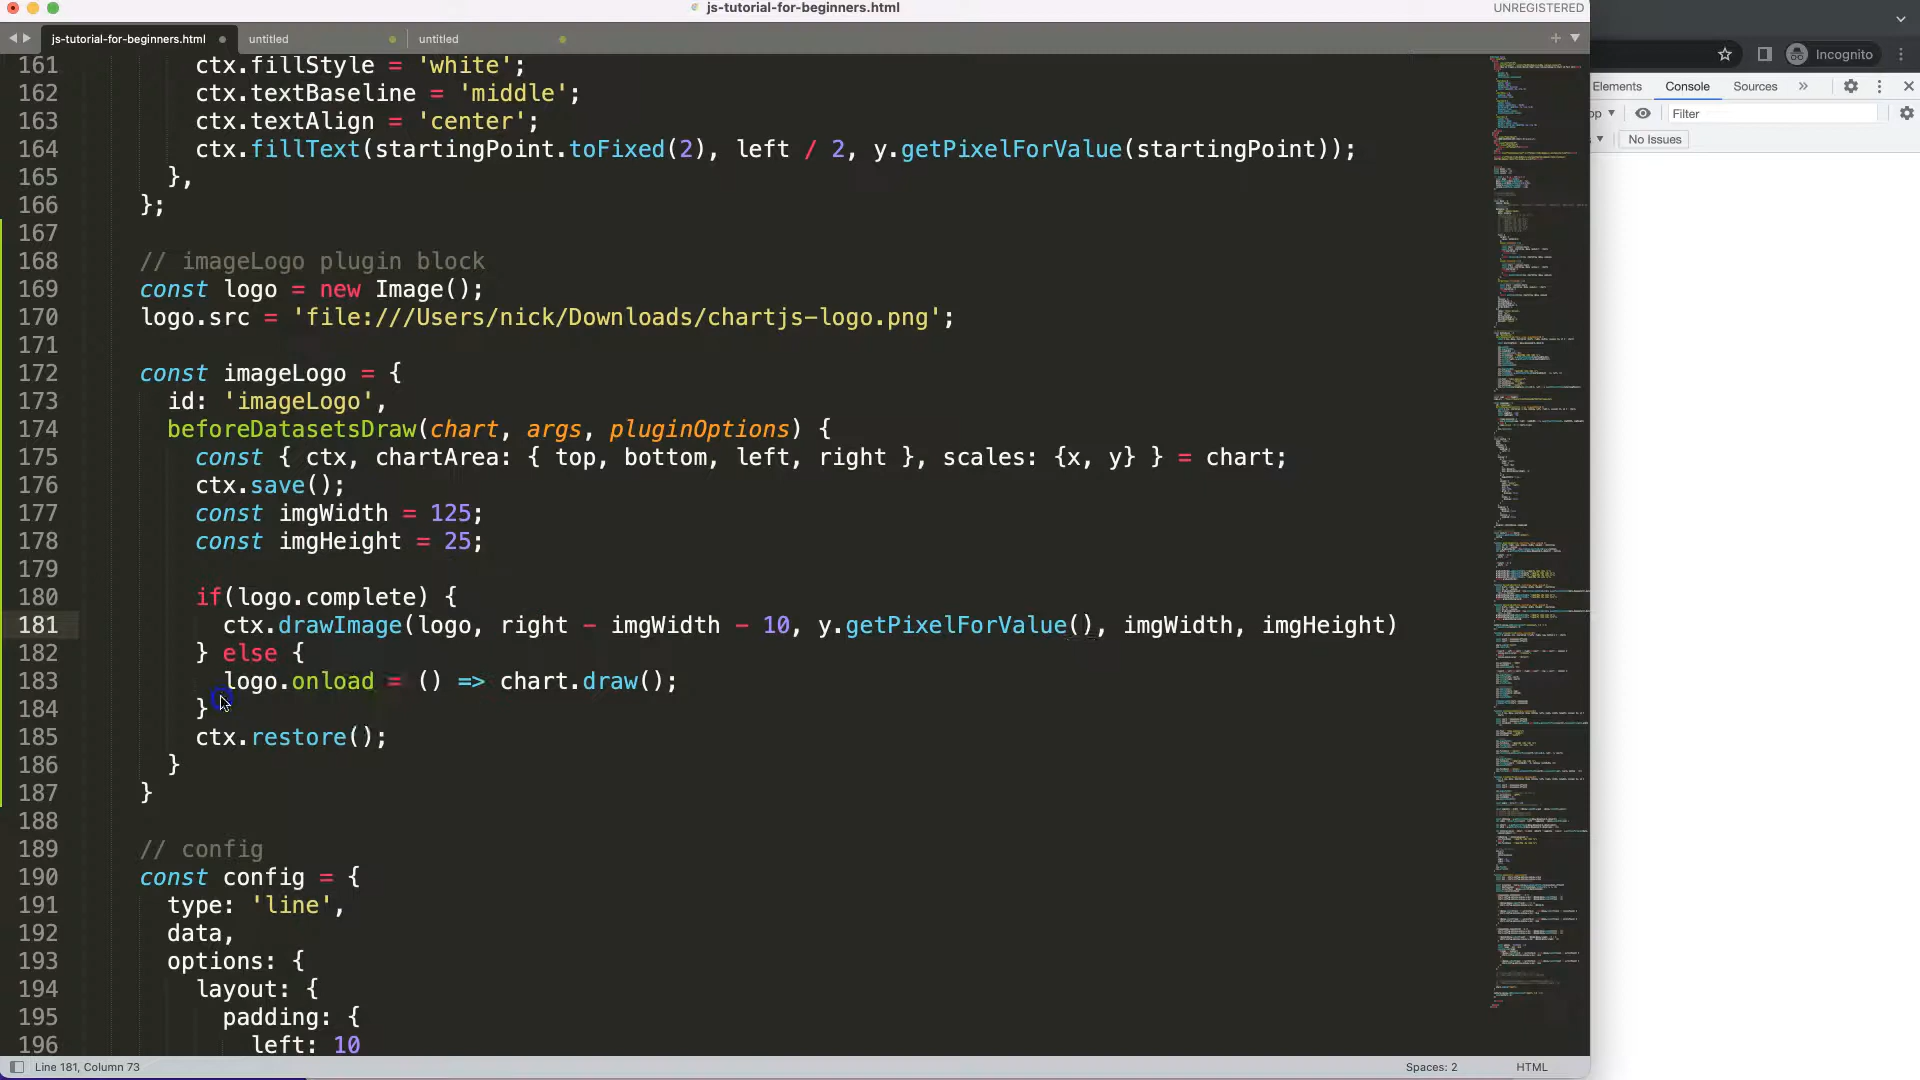 js-tutorial-for-beginners.html
UNREGISTERED
js-tutorial-for-beginners.html
untitled
untitled
Incognito
161 ctx.fillStyle = 'white';
162 ctx.textBaseline = 'middle';
163 ctx.textAlign = 'center';
164 ctx.fillText(startingPoint.toFixed(2), left / 2, y.getPixelForValue(startingPoint));
165 },
166 };
167
168 // imageLogo plugin block
169 const logo = new Image();
170 logo.src = 'file:///Users/nick/Downloads/chartjs-logo.png';
171
172 const imageLogo = {
173 id: 'imageLogo',
174 beforeDatasetsDraw(chart, args, pluginOptions) {
175 const { ctx, chartArea: { top, bottom, left, right }, scales: {x, y} } = chart;
176 ctx.save();
177 const imgWidth = 125;
178 const imgHeight = 25;
179
180 if(logo.complete) {
181 ctx.drawImage(logo, right - imgWidth - 10, y.getPixelForValue(), imgWidth, imgHeight)
182 } else {
183 logo.onload = () => chart.draw();
184 }
185 ctx.restore();
186 }
187 }
188
189 // config
190 const config = {
191 type: 'line',
192 data,
193 options: {
194 layout: {
195 padding: {
196 left: 10
Elements Console Sources
Filter
No Issues
Line 181, Column 73
Spaces: 2
HTML